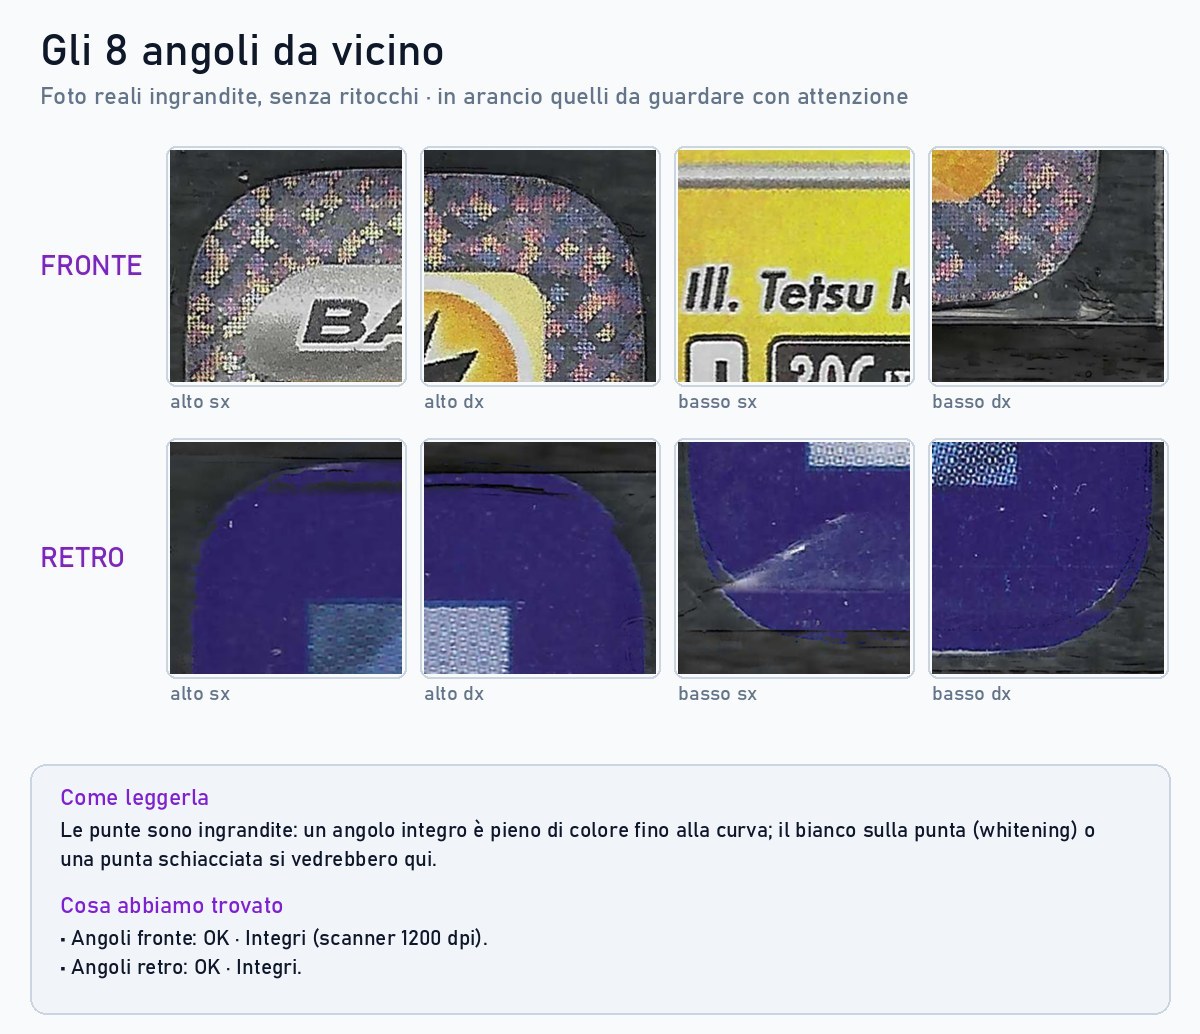 Gli 8 angoli da vicino
Foto reali ingrandite, senza ritocchi · in arancio quelli da guardare con attenzione
FRONTE
BA
Ill. Tetsu K
alto sx
alto dx
basso sx
basso dx
RETRO
alto sx
alto dx
basso sx
basso dx
Come leggerla
Le punte sono ingrandite: un angolo integro è pieno di colore fino alla curva; il bianco sulla punta (whitening) o
una punta schiacciata si vedrebbero qui.
Cosa abbiamo trovato
· Angoli fronte: OK · Integri (scanner 1200 dpi).
· Angoli retro: OK · Integri.